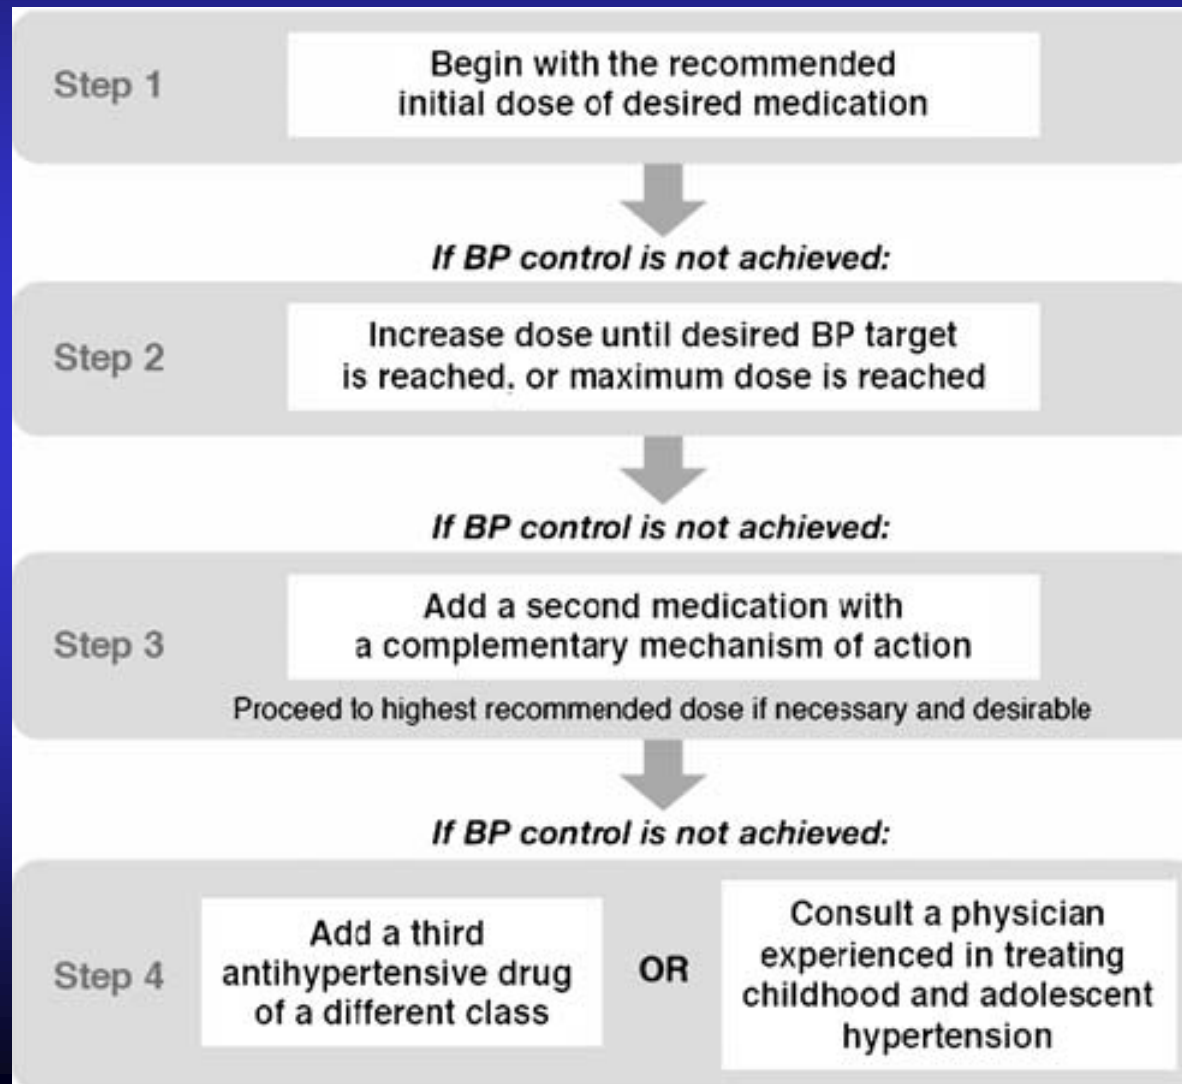 Step 1
Begin with the recommended
initial dose of desired medication
If BP control is not achieved:
Step 2
Increase dose until desired BP target
is reached, or maximum dose is reached
If BP control is not achieved:
Step 3
Add a second medication with
a complementary mechanism of action
Proceed to highest recommended dose if necessary and desirable
If BP control is not achieved:
Step 4
Add a third
antihypertensive drug
of a different class
OR
Consult a physician
experienced in treating
childhood and adolescent
hypertension